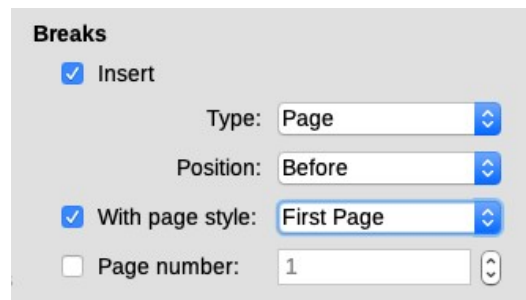 Breaks
Insert
Type: Page
Position: Before
With page style: First Page
Page number: 1